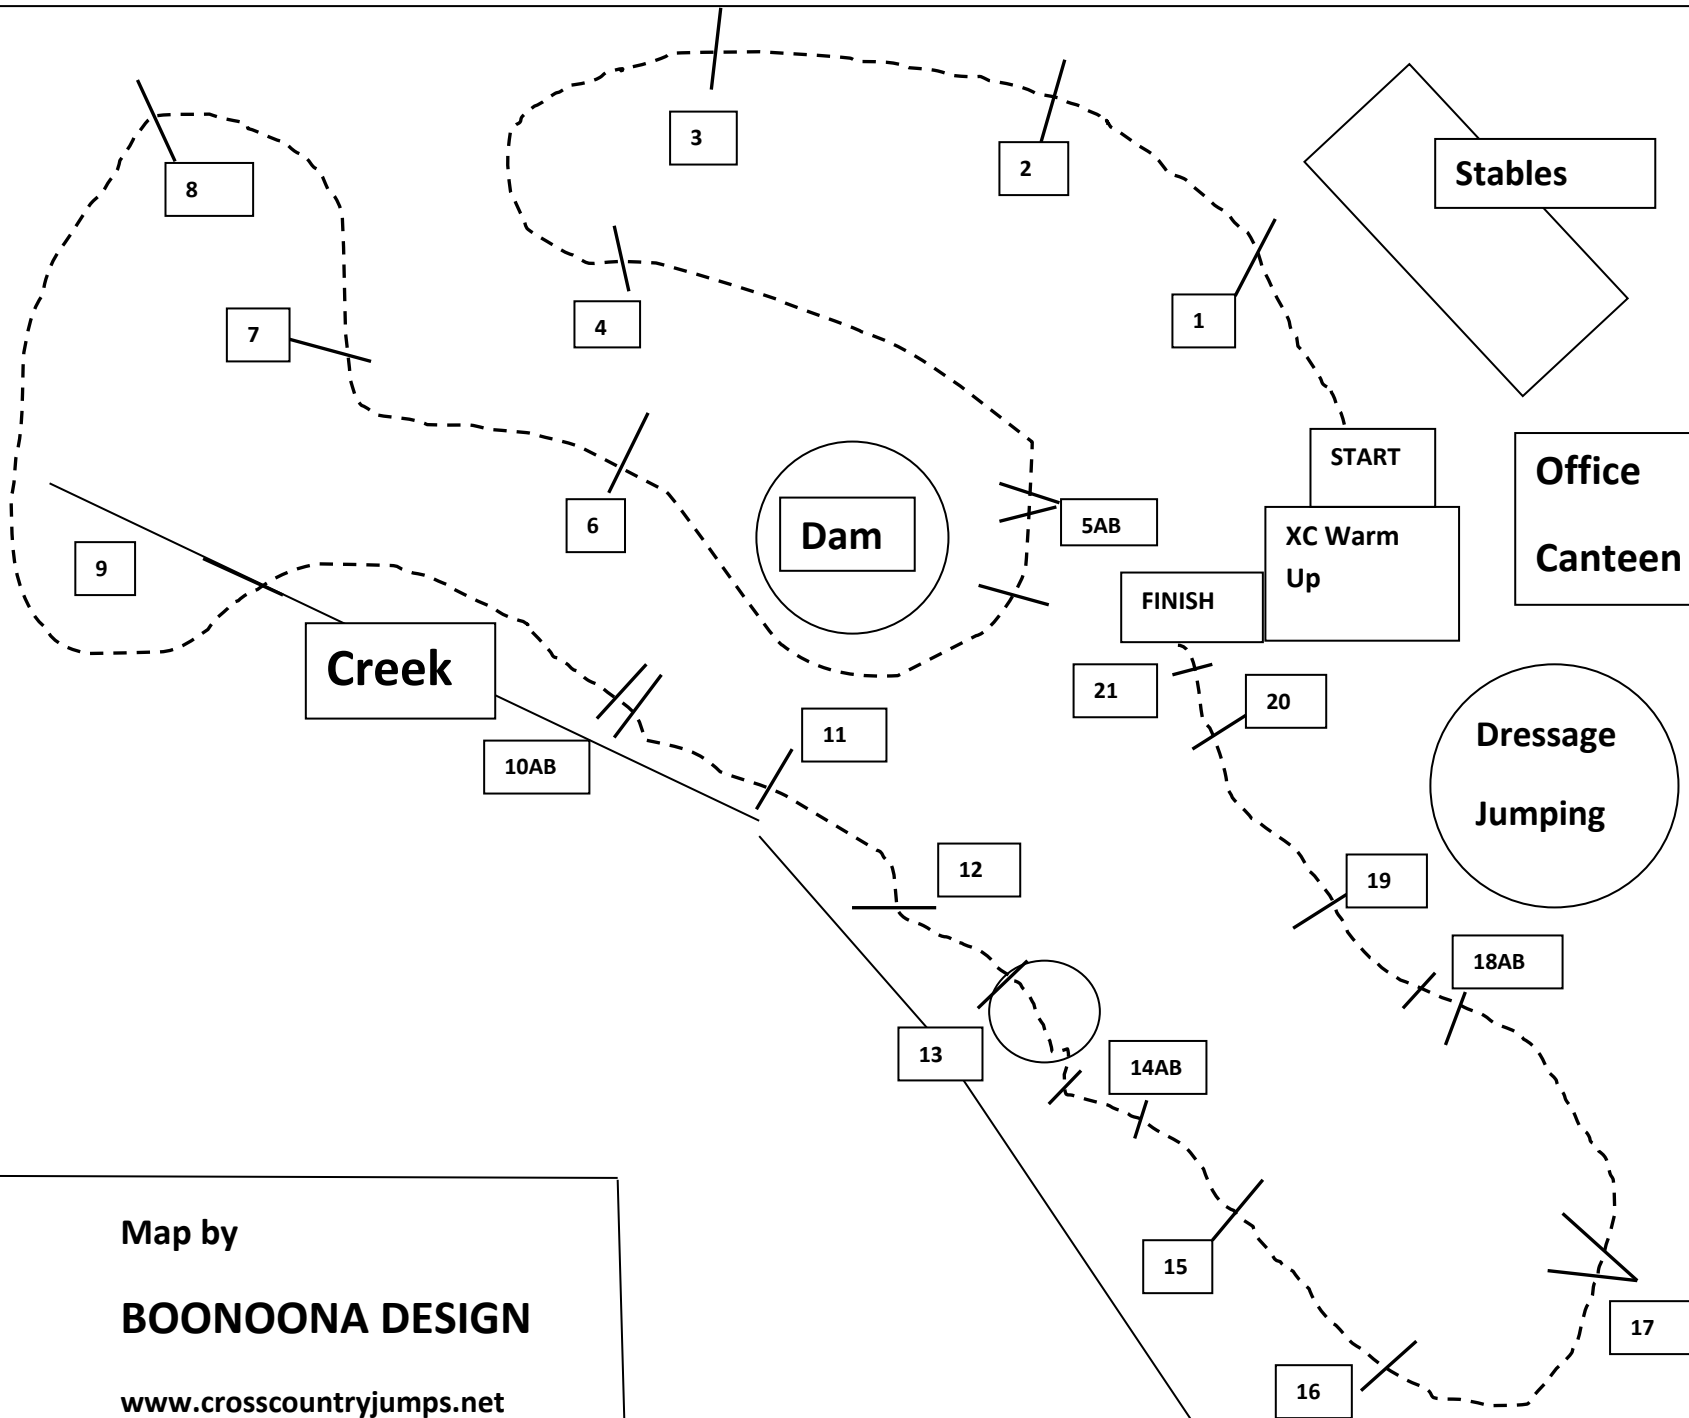 3
2
Stables
8
1
7
4
START
Office
6
Dam
5AB
XC Warm
Up
Canteen
9
FINISH
Creek
21
20
11
Dressage
10AB
Jumping
12
19
18AB
13
14AB
15
17
16
Map by
BOONOONA DESIGN
www.crosscountryjumps.net